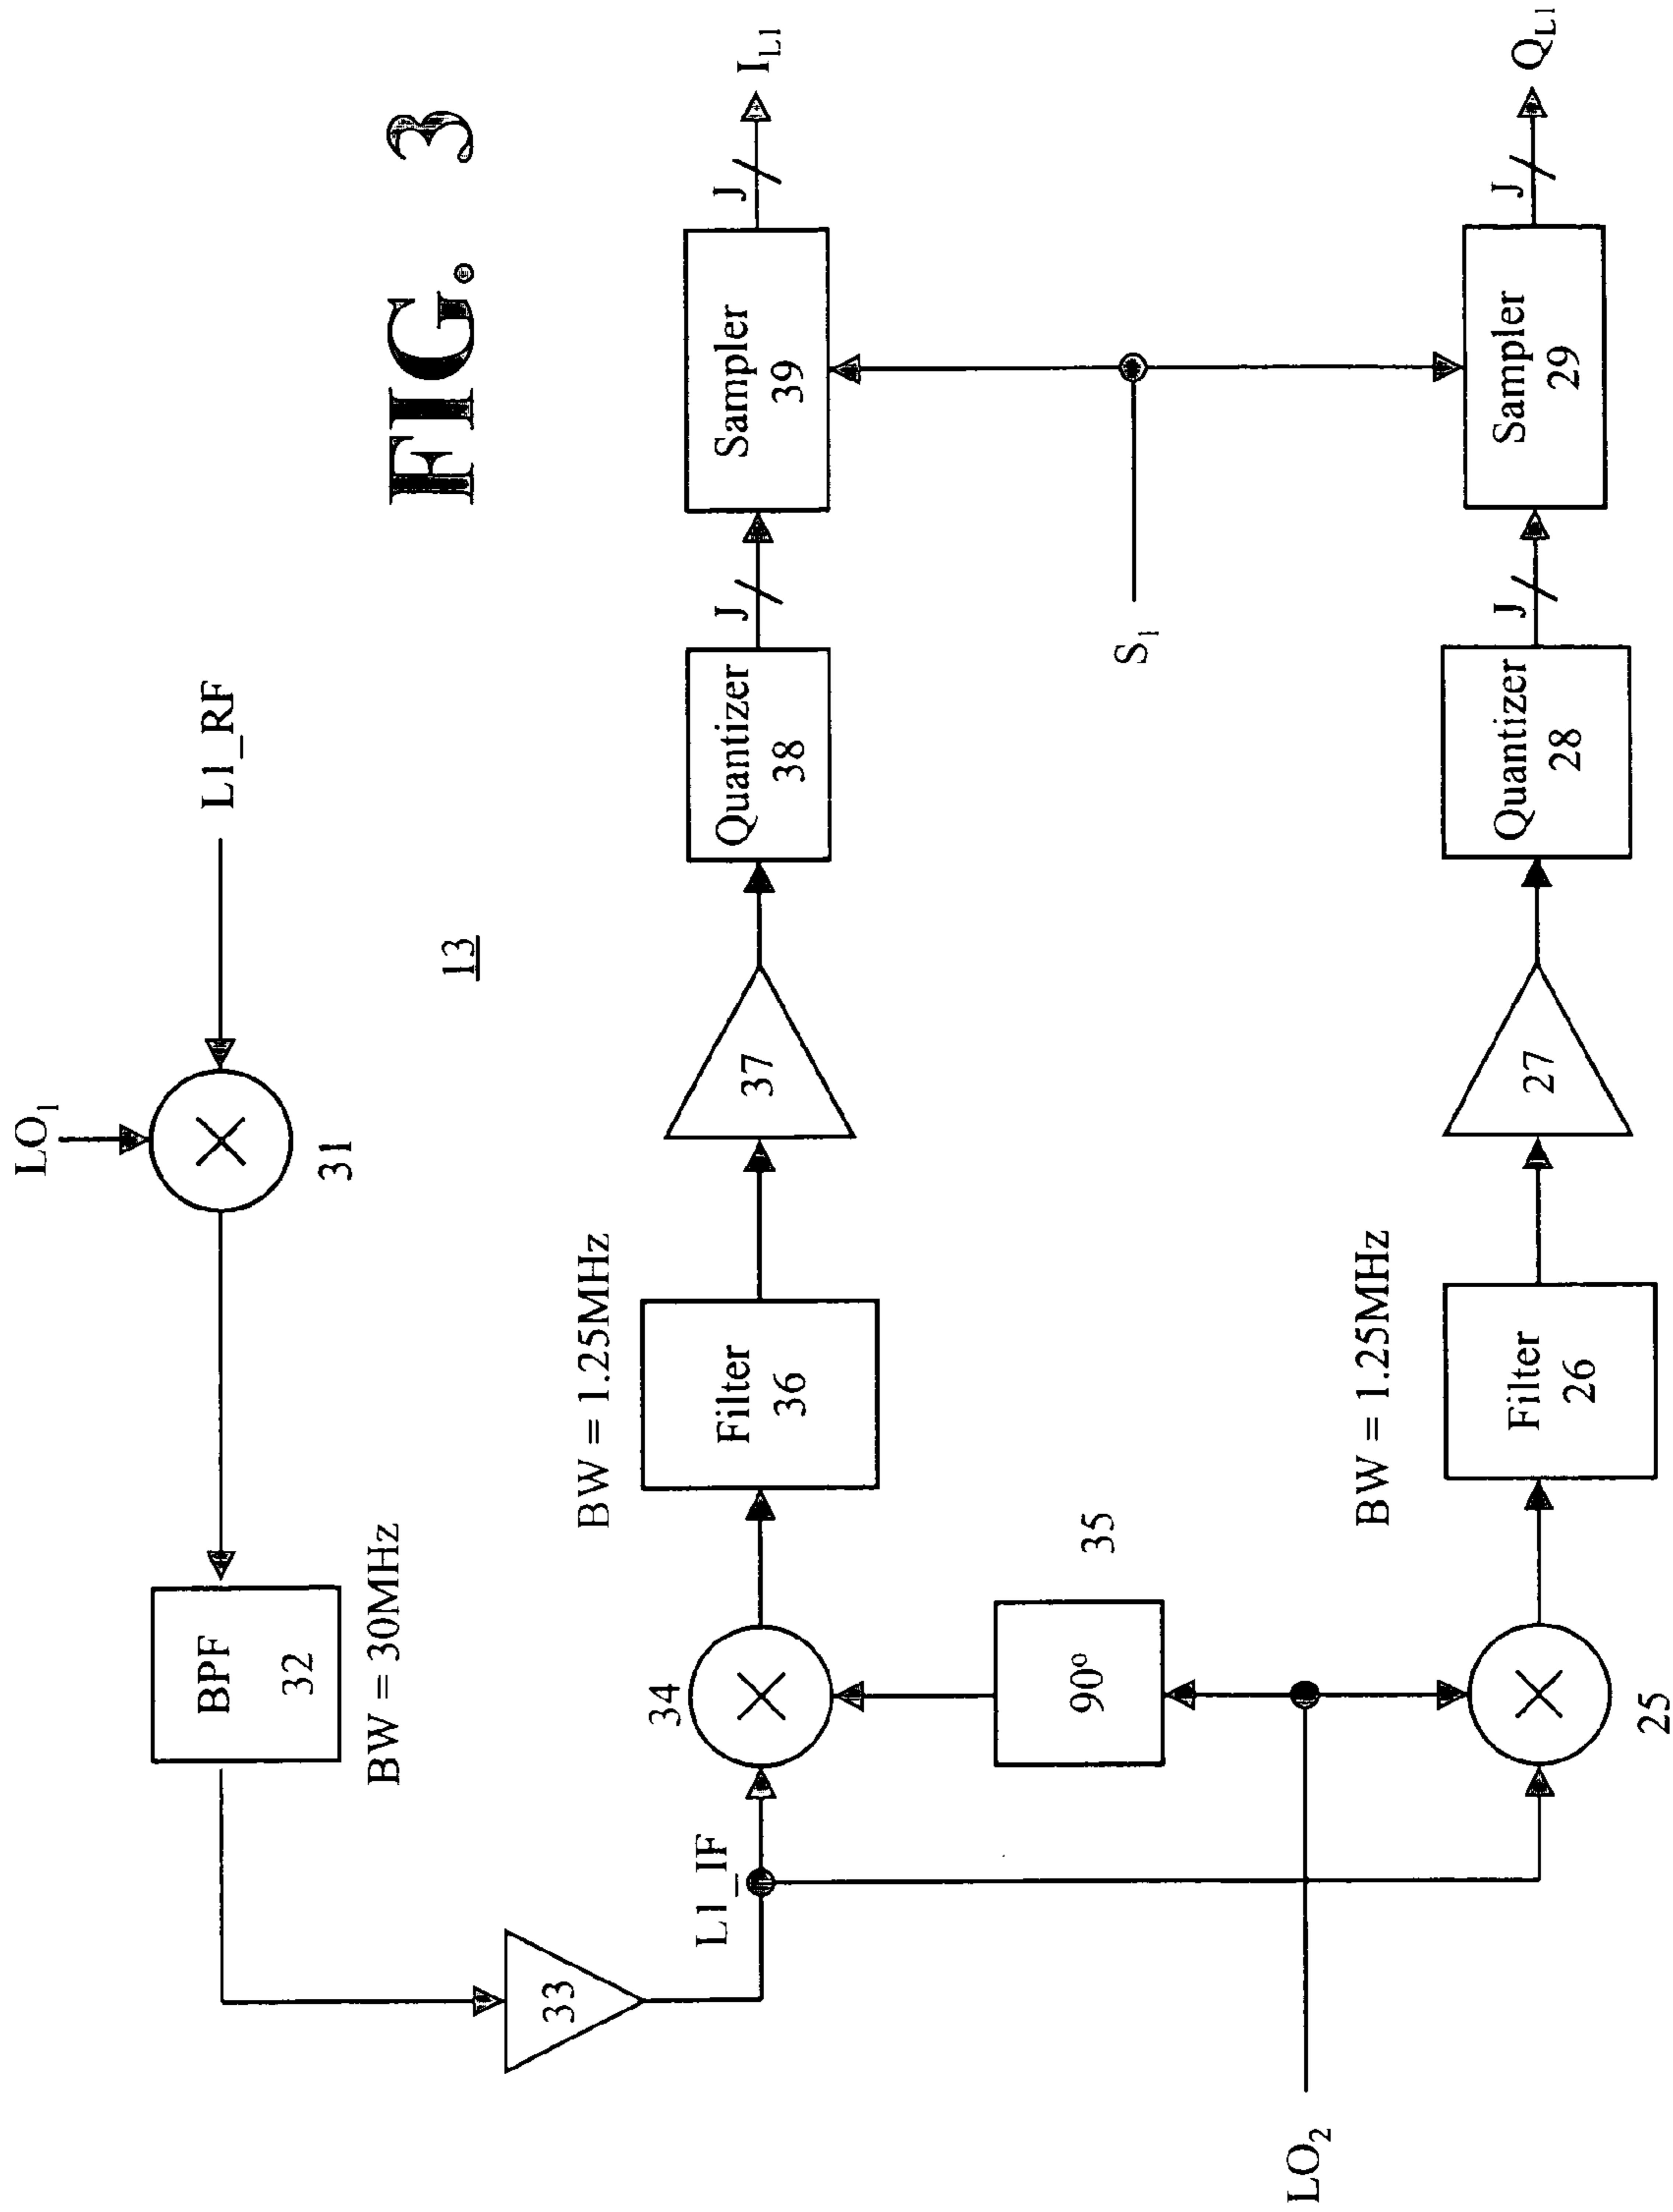 FIG. 3
13
LO1
L1_RF
31
BPF
32
BW = 30MHz
33
L1_IF
34
BW = 1.25MHz
Filter
36
37
Quantizer
38
J
Sampler
39
J
IL1
90°
35
S1
LO2
25
BW = 1.25MHz
Filter
26
27
Quantizer
28
J
Sampler
29
J
QL1